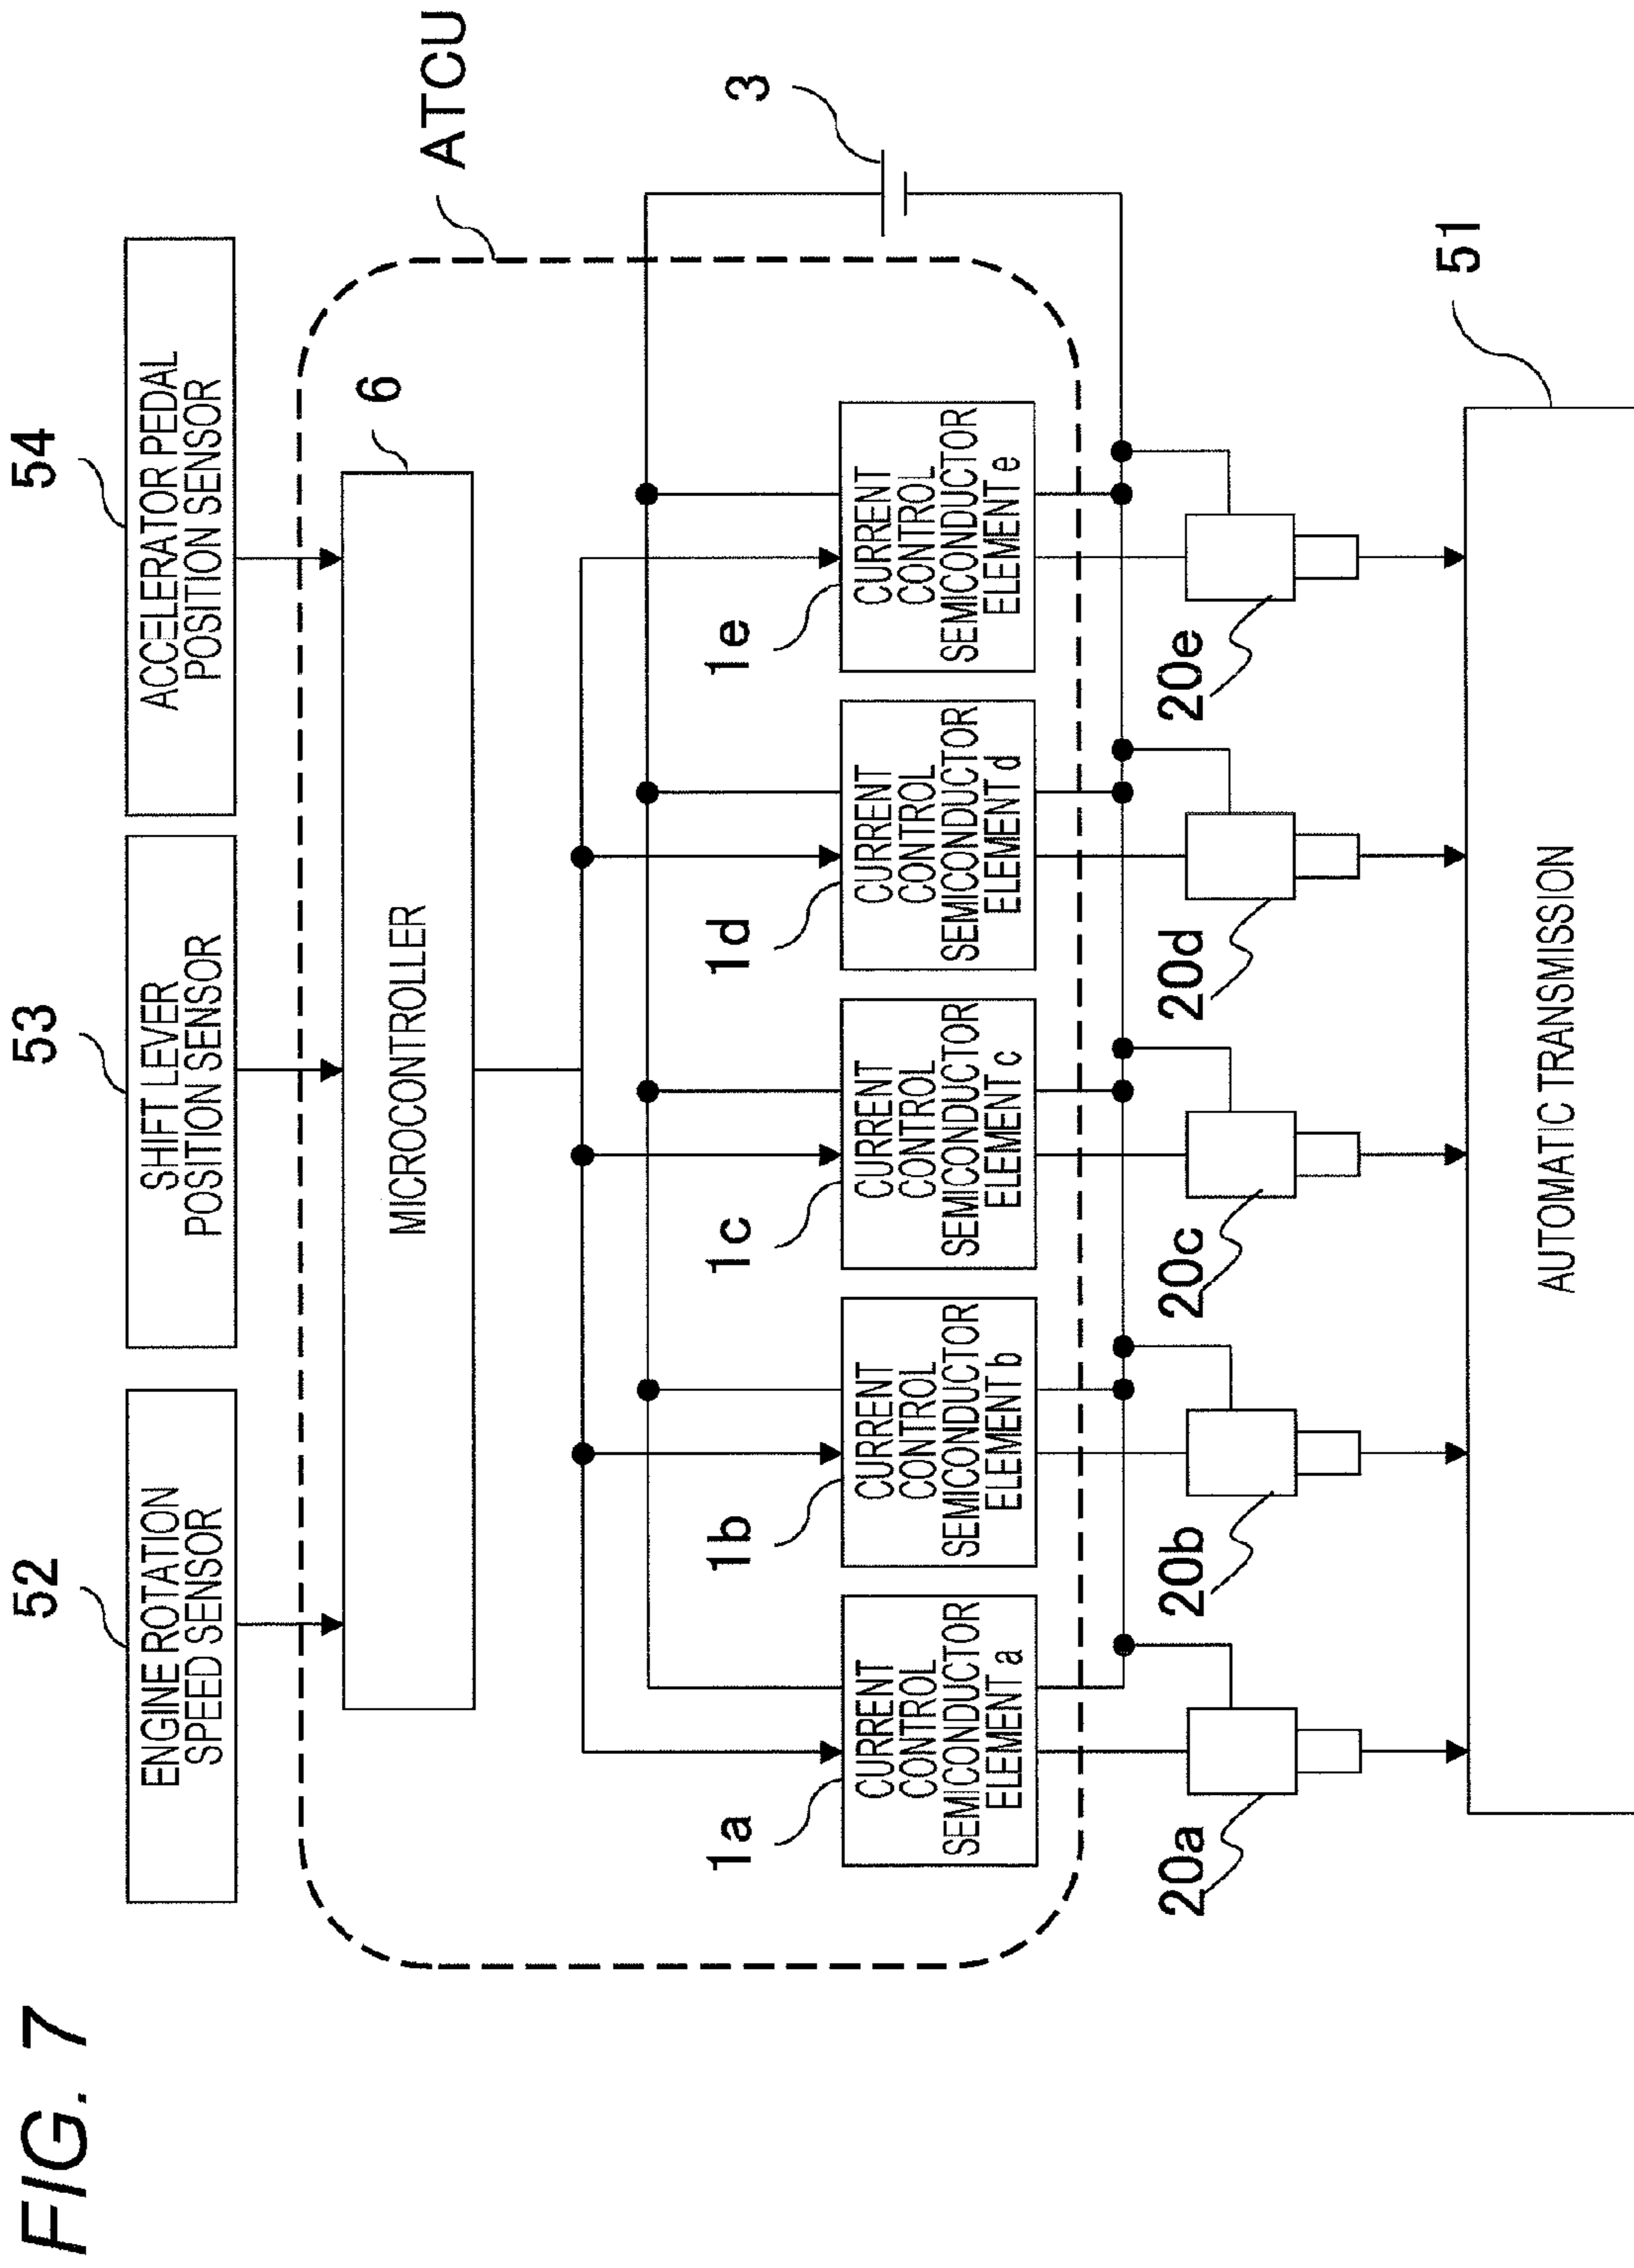 FIG. 7
52
53
54
ENGINE ROTATION
SPEED SENSOR
SHIFT LEVER
POSITION SENSOR
ACCELERATOR PEDAL
POSITION SENSOR
ATCU
6
MICROCONTROLLER
3
1a
1b
1c
1d
1e
CURRENT
CONTROL
SEMICONDUCTOR
ELEMENT a
CURRENT
CONTROL
SEMICONDUCTOR
ELEMENT b
CURRENT
CONTROL
SEMICONDUCTOR
ELEMENT c
CURRENT
CONTROL
SEMICONDUCTOR
ELEMENT d
CURRENT
CONTROL
SEMICONDUCTOR
ELEMENT e
20a
20b
20c
20d
20e
51
AUTOMATIC TRANSMISSION